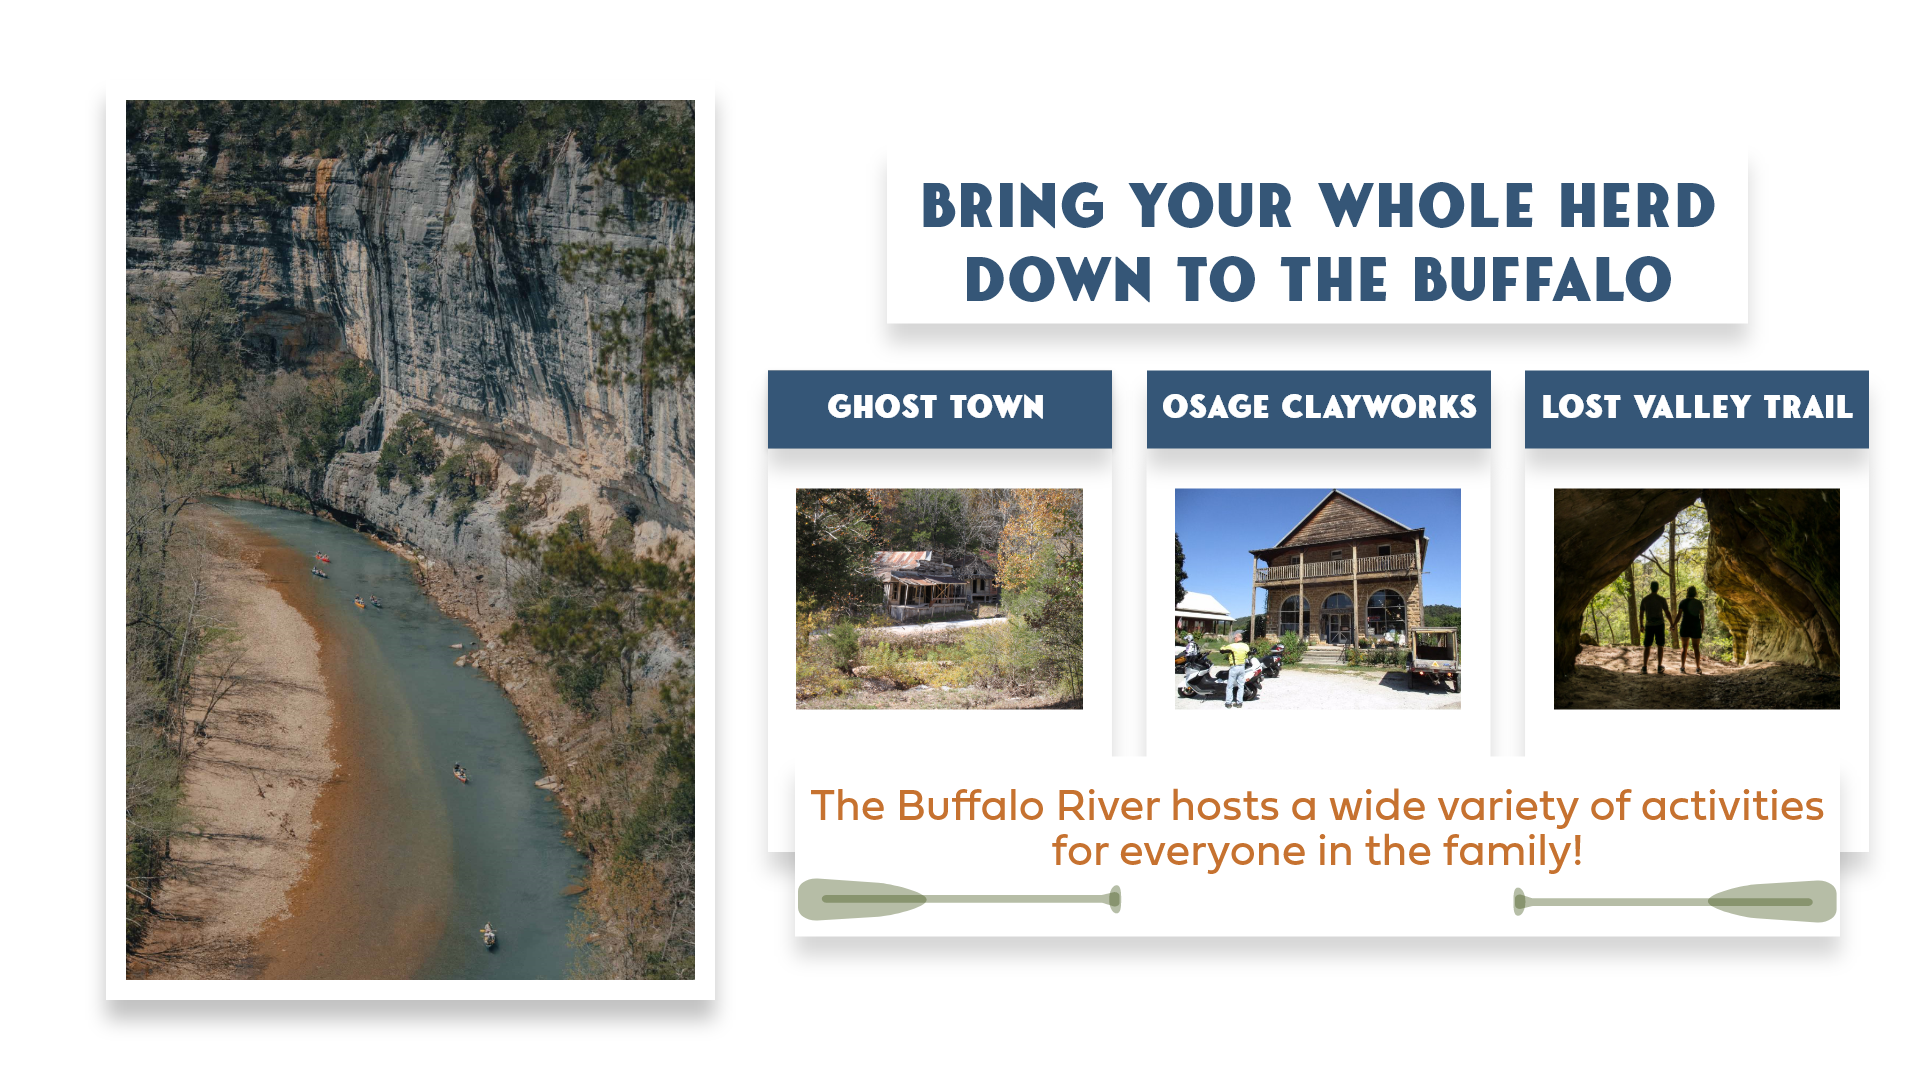 BRING YOUR WHOLE HERD
DOWN TO THE BUFFALO
GHOST TOWN
OSAGE CLAYWORKS
LOST VALLEY TRAIL
The Buffalo River hosts a wide variety of activities
for everyone in the family!